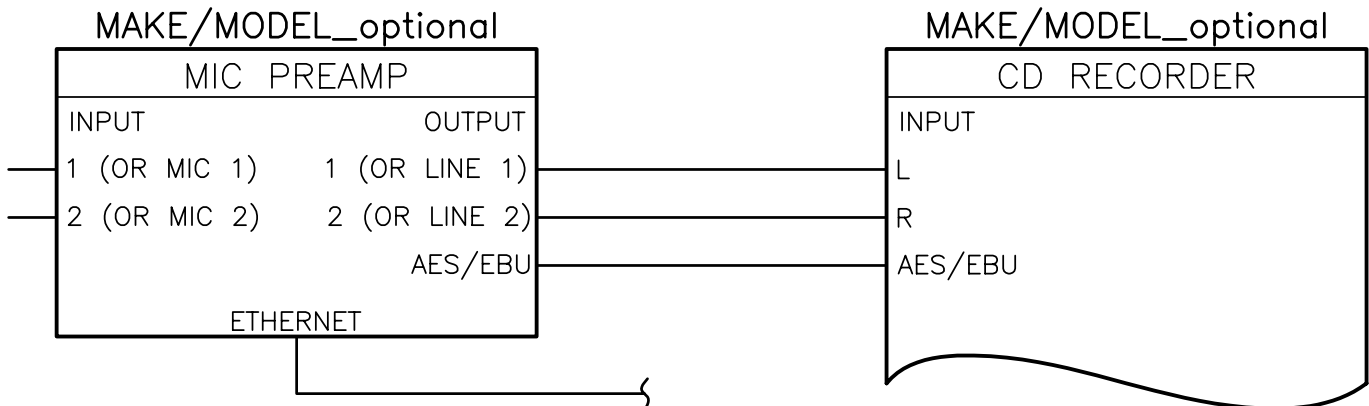 MAKE/MODEL_optional
MIC PREAMP
INPUT OUTPUT
1 (OR MIC 1) 1 (OR LINE 1)
2 (OR MIC 2) 2 (OR LINE 2)
AES/EBU
ETHERNET
MAKE/MODEL_optional
CD RECORDER
INPUT
L
R
AES/EBU